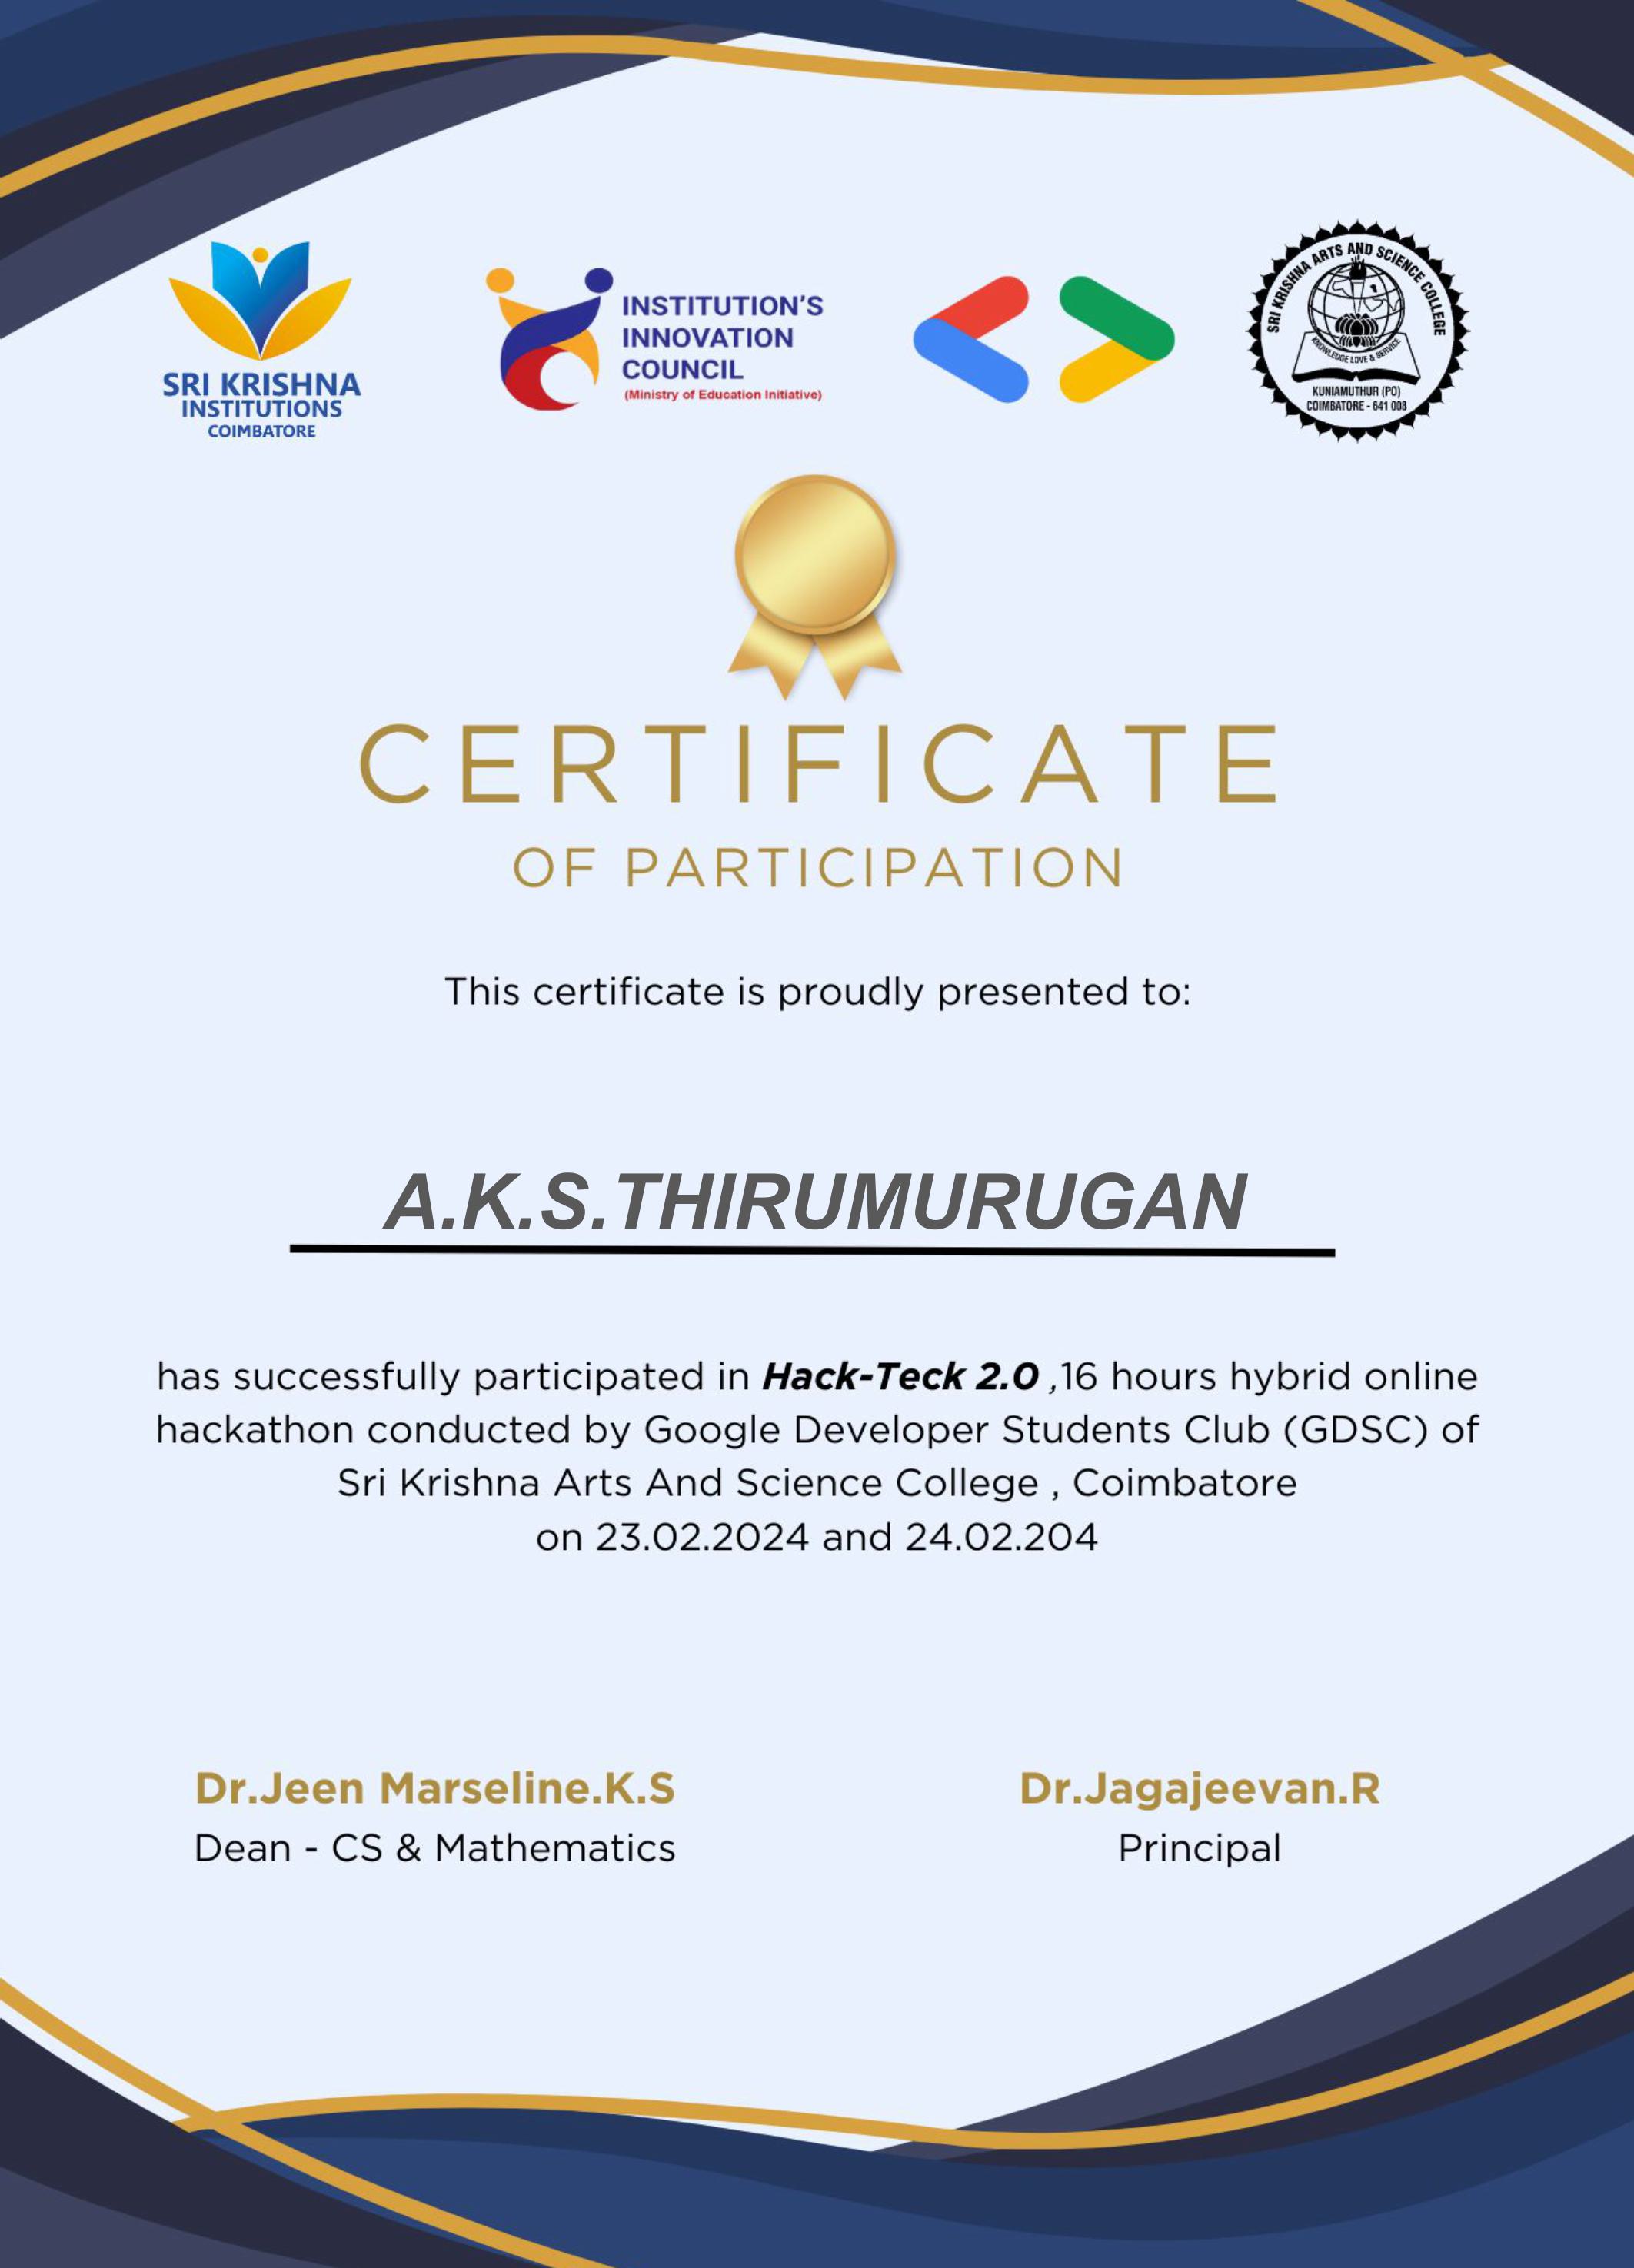 SRI KRISHNA
INSTITUTIONS
COIMBATORE
INSTITUTION'S
INNOVATION
COUNCIL
(Ministry of Education Initiative)
SRI KRISHNA ARTS AND SCIENCE COLLEGE
KNOWLEDGE LOVE & SERVICE
KUNIAMUTHUR (PO)
COIMBATORE - 641 008
CERTIFICATE
OF PARTICIPATION
This certificate is proudly presented to:
A.K.S.THIRUMURUGAN
has successfully participated in Hack-Teck 2.0 ,16 hours hybrid online
hackathon conducted by Google Developer Students Club (GDSC) of
Sri Krishna Arts And Science College , Coimbatore
on 23.02.2024 and 24.02.204
Dr.Jeen Marseline.K.S
Dean - CS & Mathematics
Dr.Jagajeevan.R
Principal